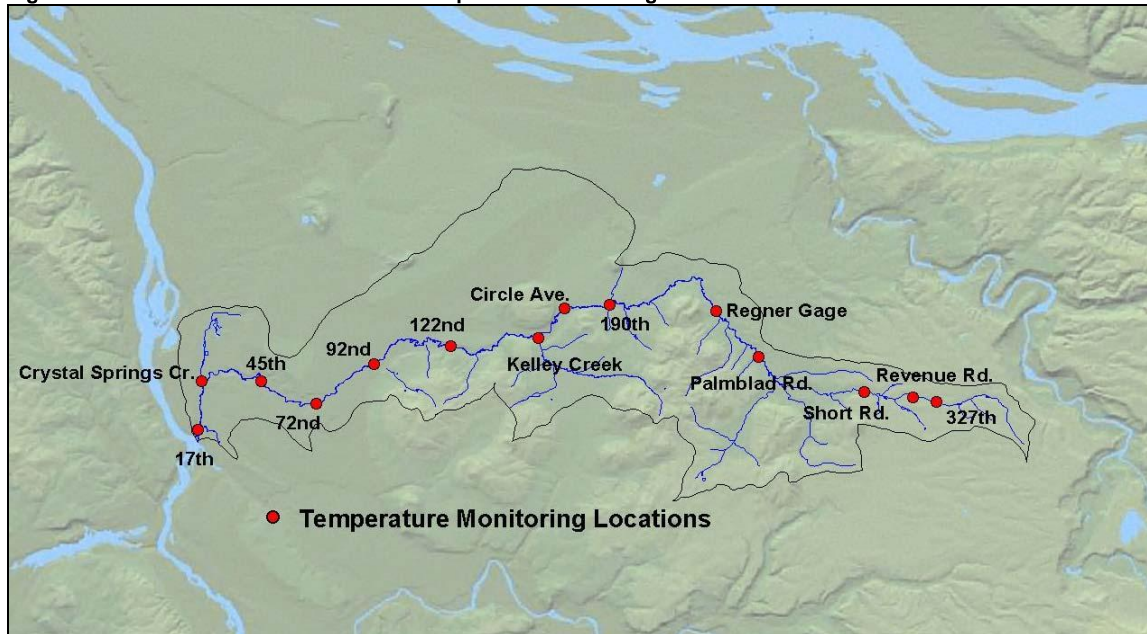 Circle Ave.
190th
Regner Gage
122nd
92nd
Kelley Creek
Crystal Springs Cr.
45th
Palmblad Rd.
Revenue Rd.
Short Rd.
72nd
327th
17th
Temperature Monitoring Locations